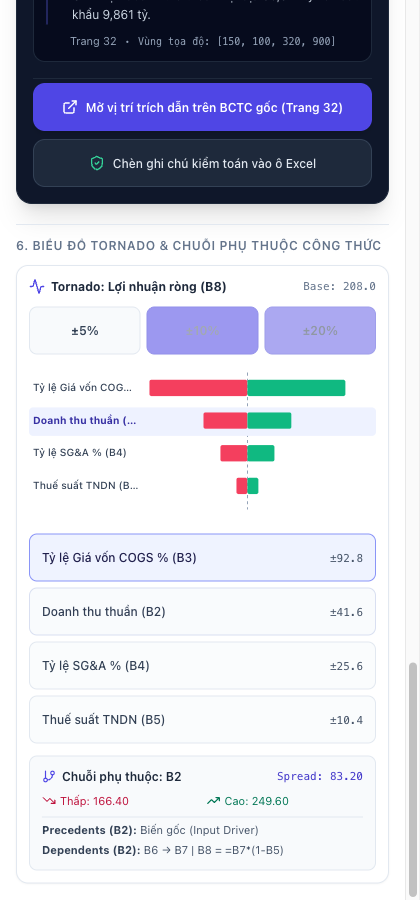 khẩu 9,861 tỷ.
Trang 32 • Vùng tọa độ: [150, 100, 320, 900]
Mở vị trí trích dẫn trên BCTC gốc (Trang 32)
Chèn ghi chú kiểm toán vào ô Excel
6. BIỂU ĐỒ TORNADO & CHUỖI PHỤ THUỘC CÔNG THỨC
Tornado: Lợi nhuận ròng (B8) Base: 208.0
±5% ±10% ±20%
Tỷ lệ Giá vốn COG...
Doanh thu thuần (...
Tỷ lệ SG&A % (B4)
Thuế suất TNDN (B...
Tỷ lệ Giá vốn COGS % (B3) ±92.8
Doanh thu thuần (B2) ±41.6
Tỷ lệ SG&A % (B4) ±25.6
Thuế suất TNDN (B5) ±10.4
Chuỗi phụ thuộc: B2 Spread: 83.20
Thấp: 166.40 Cao: 249.60
Precedents (B2): Biến gốc (Input Driver)
Dependents (B2): B6 → B7 | B8 = =B7*(1-B5)